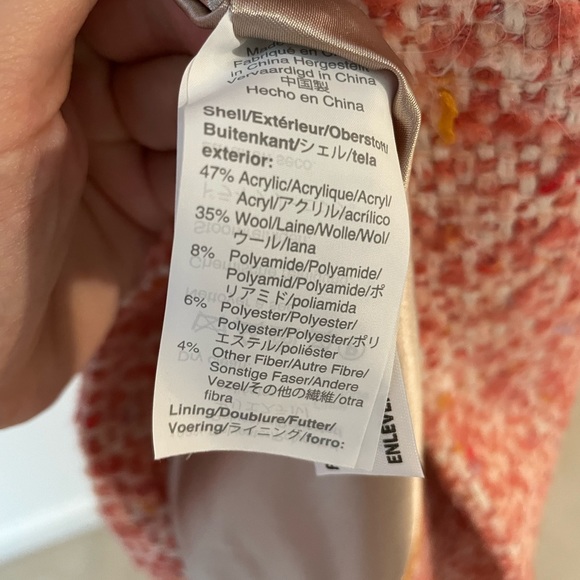 Made
Fabriqué en C
in China Hergestell
vervaardigd in China
中国製
Hecho en China
Shell/Extérieur/Oberstoff/
Buitenkant/シェル/tela
exterior:
47% Acrylic/Acrylique/Acryl/
Acryl/アクリル/acrílico
35% Wool/Laine/Wolle/Wol/
ウール/lana
8% Polyamide/Polyamide/
Polyamid/Polyamide/ポ
リアミド/poliamida
6% Polyester/Polyester/
Polyester/Polyester/ポリ
エステル/poliéster
4% Other Fiber/Autre Fibre/
Sonstige Faser/Andere
Vezel/その他の繊維/otra
fibra
Lining/Doublure/Futter/
Voering/ライニング/forro:
ENLEVE